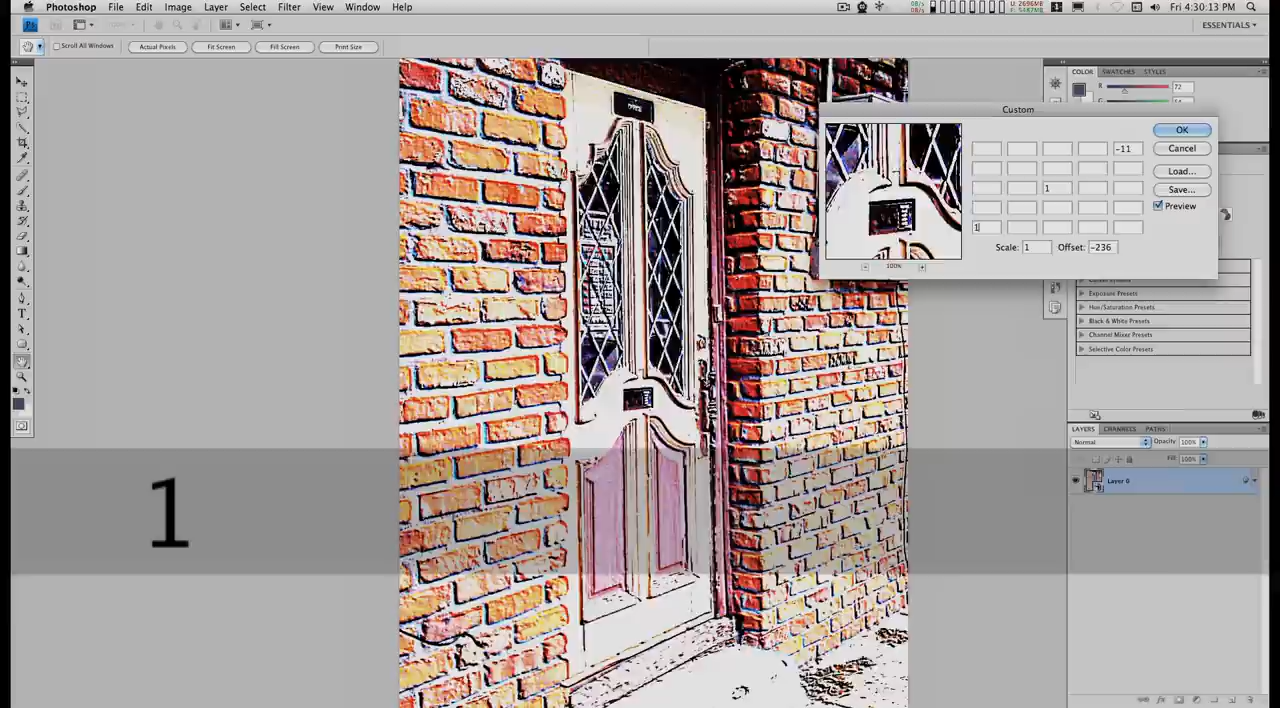 Photoshop File Edit Image Layer Select Filter View Window Help
Fri 4:30:13 PM
ESSENTIALS
Scroll All Windows Actual Pixels Fit Screen Fill Screen Print Size
COLOR SWATCHES STYLES
R 72
Custom
OK
-11 Cancel
Load...
1 Save...
Preview
1
Scale: 1 Offset: -236
100%
Exposure Presets
Hue/Saturation Presets
Black & White Presets
Channel Mixer Presets
Selective Color Presets
LAYERS CHANNELS PATHS
Normal Opacity: 100%
Fill: 100%
Layer 0
1